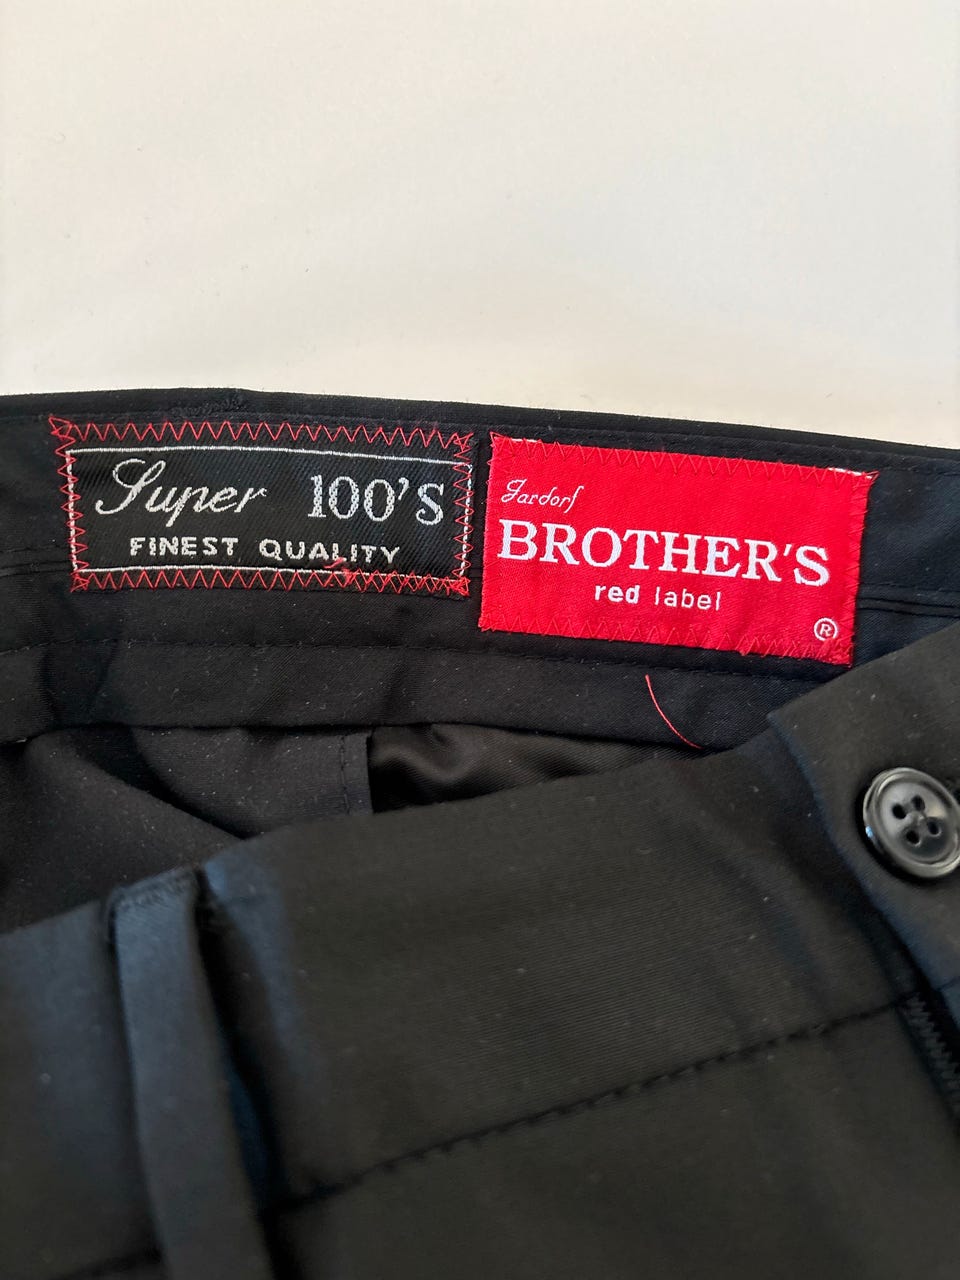 Super 100'S
FINEST QUALITY
Jardorf
BROTHER'S
red label
®